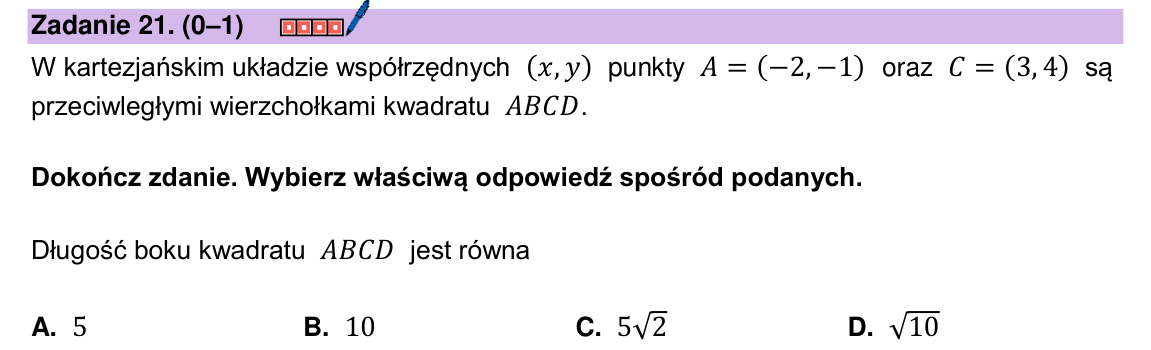 Zadanie 21. (0–1)
W kartezjańskim układzie współrzędnych (x, y) punkty A = (−2, −1) oraz C = (3, 4) są
przeciwległymi wierzchołkami kwadratu ABCD.
Dokończ zdanie. Wybierz właściwą odpowiedź spośród podanych.
Długość boku kwadratu ABCD jest równa
A. 5 B. 10 C. 5√2 D. √10